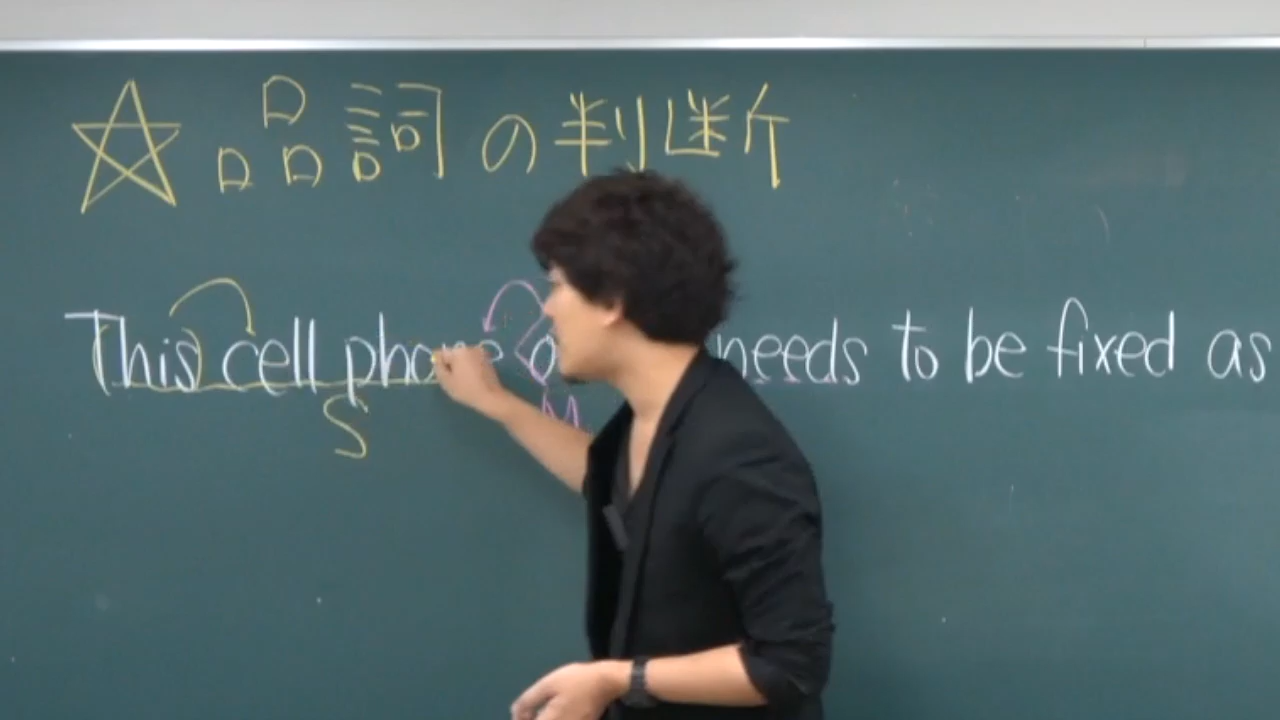 ☆ 品詞の判断
This cell phone needs to be fixed as
S M